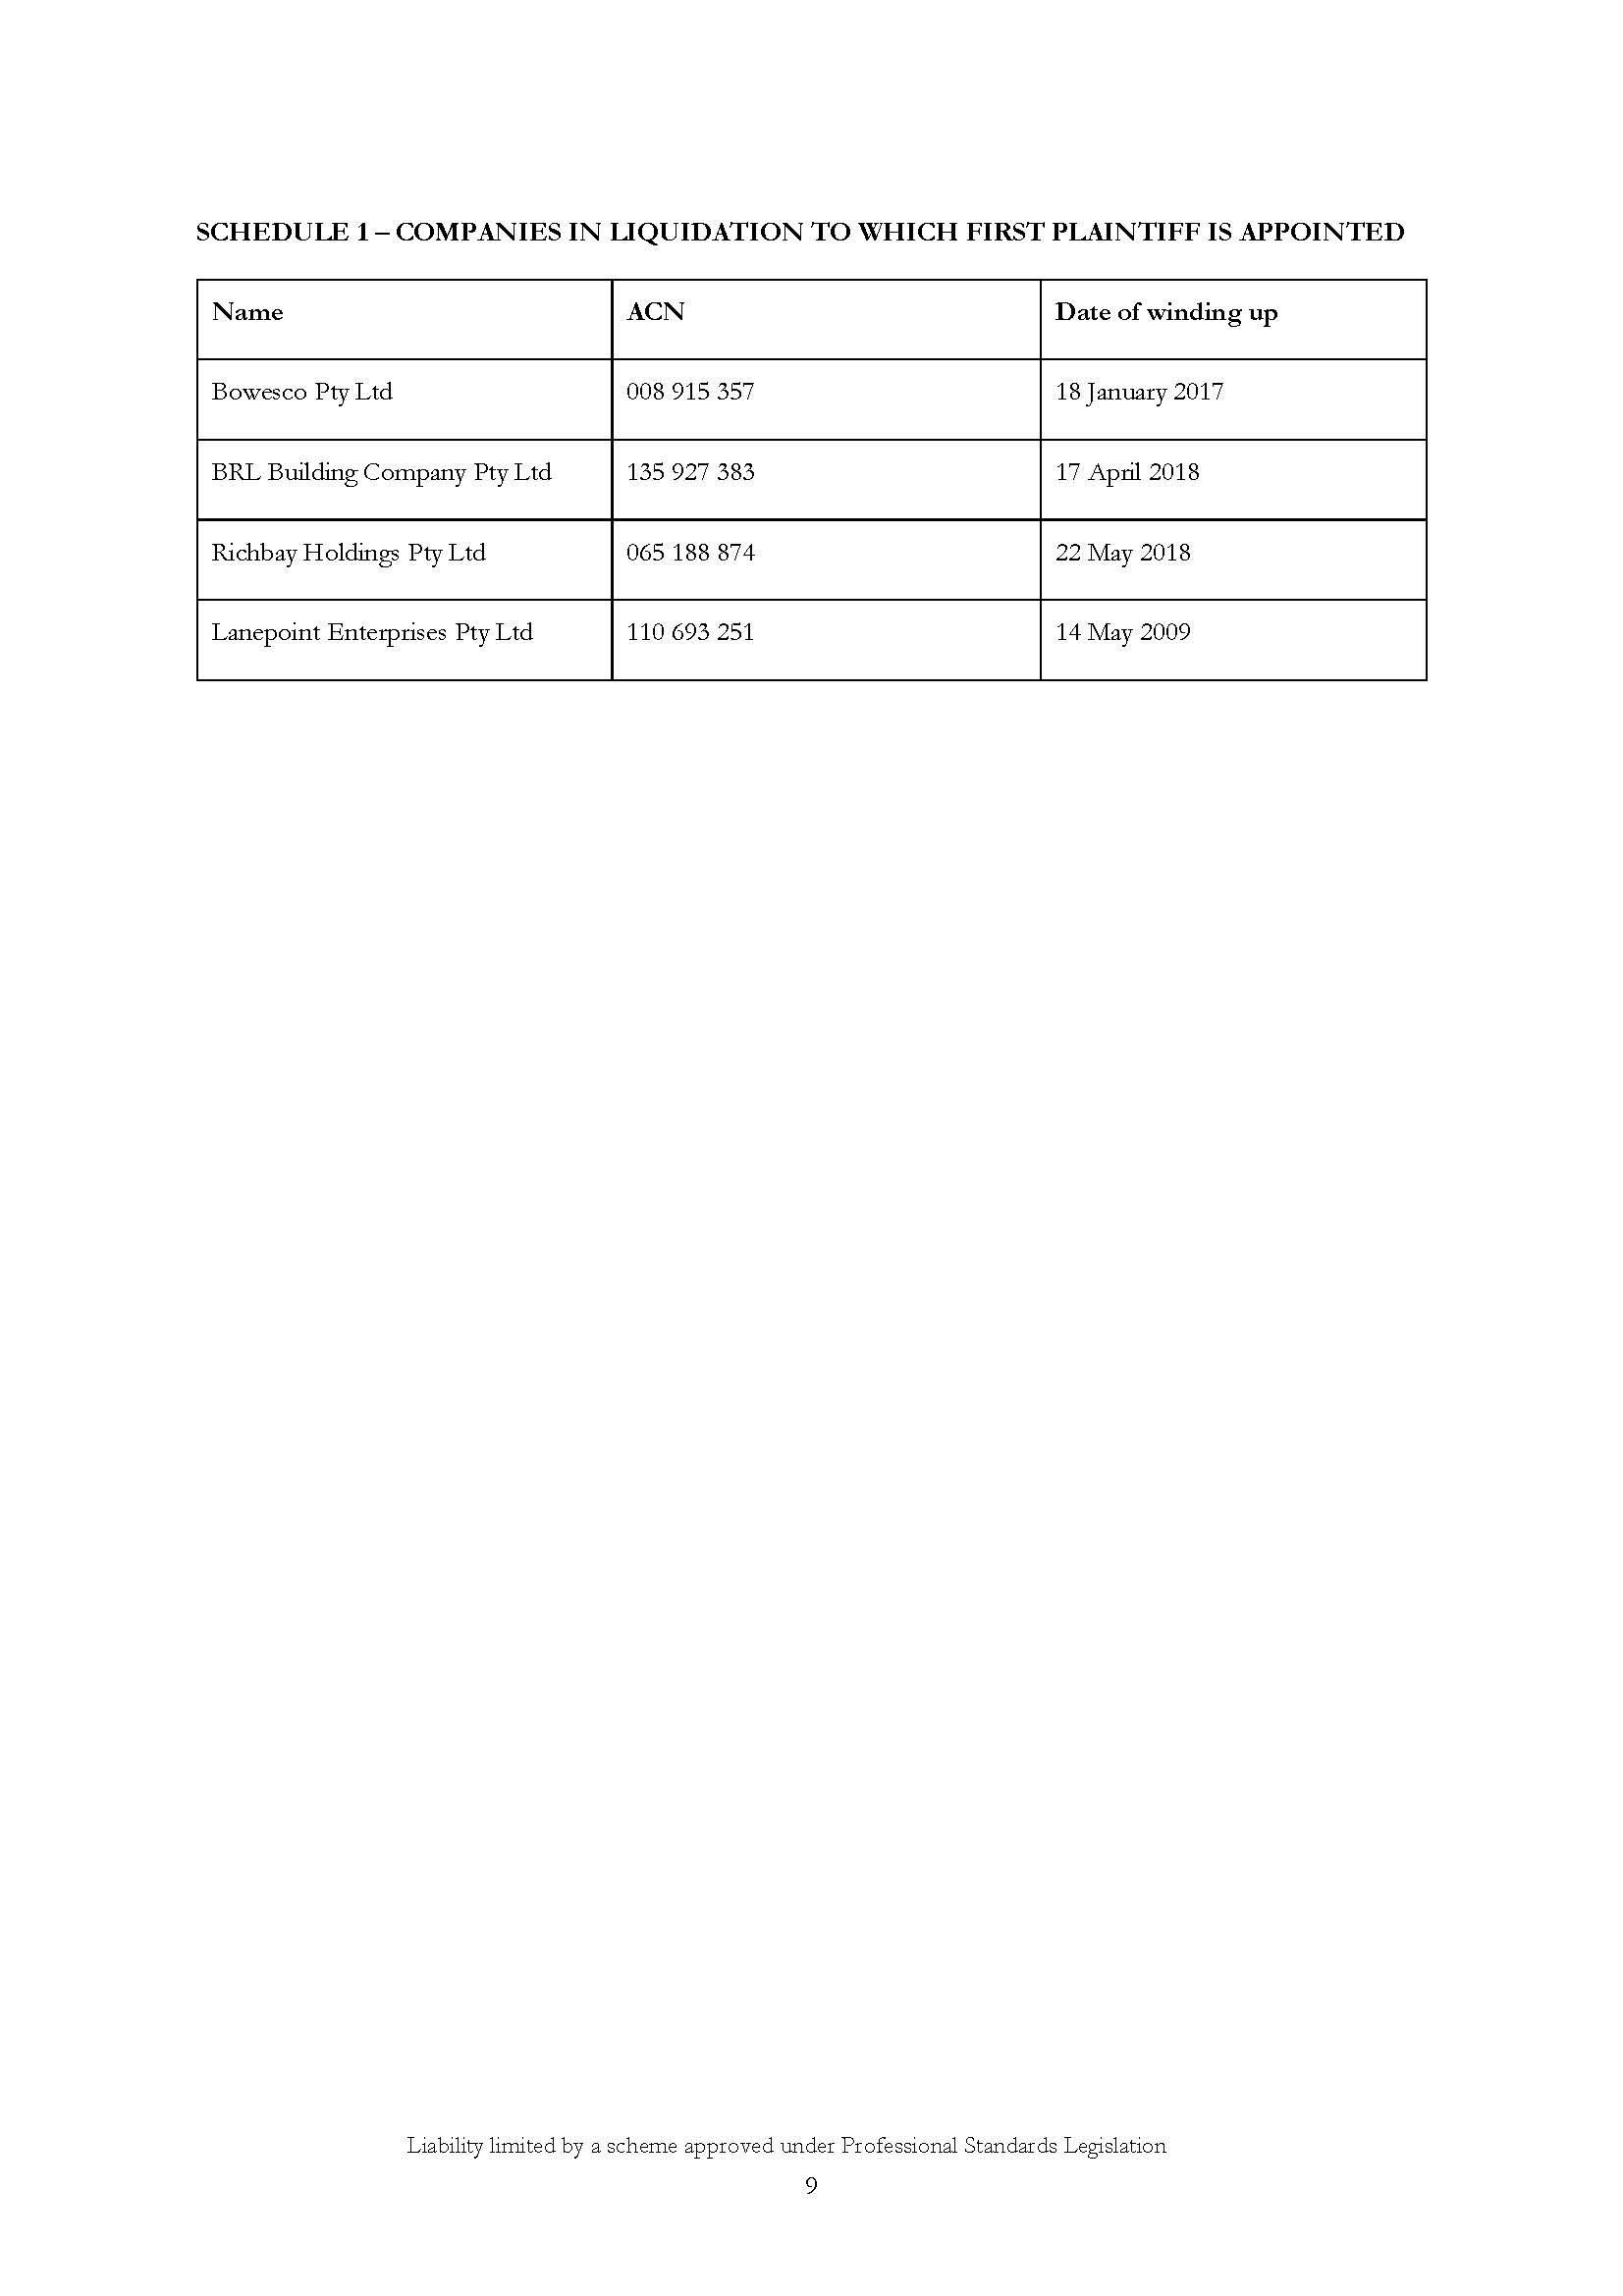 SCHEDULE 1 – COMPANIES IN LIQUIDATION TO WHICH FIRST PLAINTIFF IS APPOINTED
Name ACN Date of winding up
Bowesco Pty Ltd 008 915 357 18 January 2017
BRL Building Company Pty Ltd 135 927 383 17 April 2018
Richbay Holdings Pty Ltd 065 188 874 22 May 2018
Lanepoint Enterprises Pty Ltd 110 693 251 14 May 2009
Liability limited by a scheme approved under Professional Standards Legislation
9